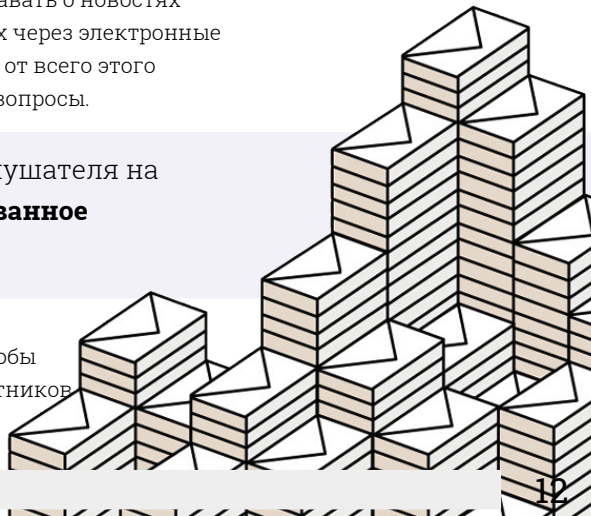 авать о новостях
х через электронные
от всего этого
вопросы.
ушателя на
ванное
обы
тников
12